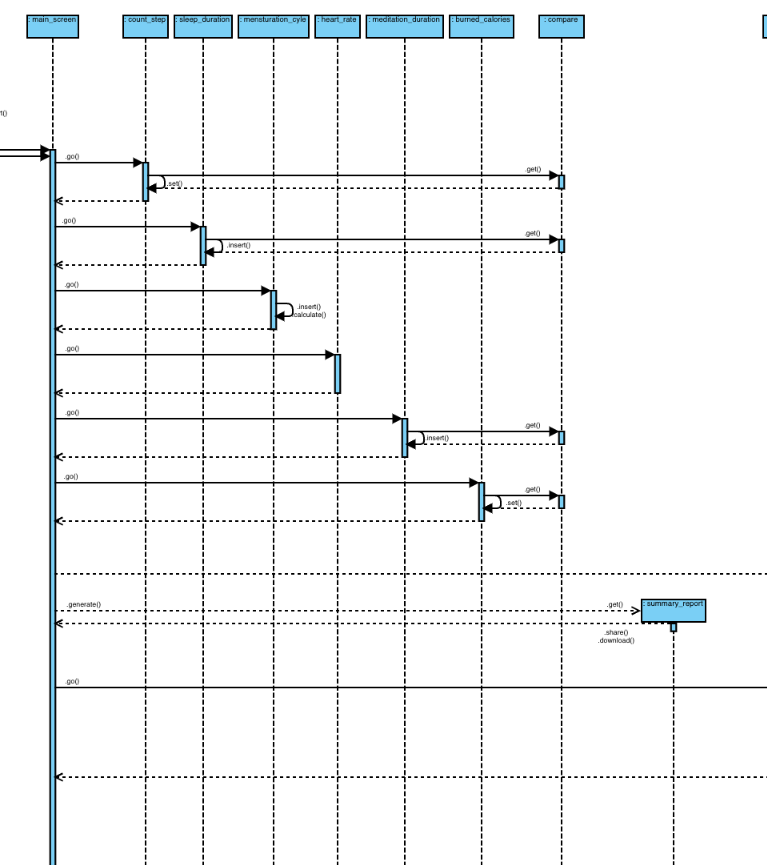 : main_screen
: count_step
: sleep_duration
: mensturation_cyle
: heart_rate
: meditation_duration
: burned_calories
: compare
.go()
.get()
.set()
.go()
.get()
.insert()
.go()
.insert()
.calculate()
.go()
.go()
.get()
.insert()
.go()
.get()
.set()
.generate()
.get()
: summary_report
.share()
.download()
.go()